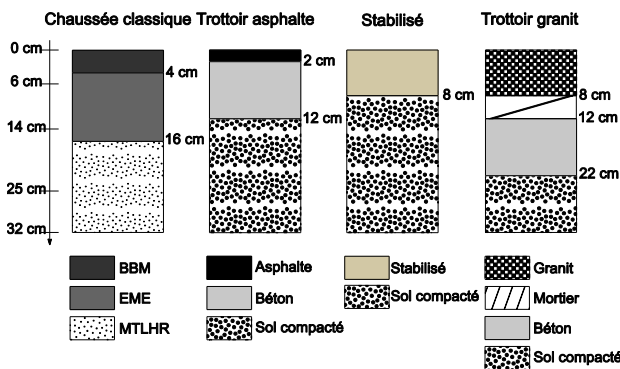 Chaussée classique Trottoir asphalte Stabilisé Trottoir granit
0 cm
6 cm
14 cm
25 cm
32 cm
4 cm
16 cm
2 cm
12 cm
8 cm
8 cm
12 cm
22 cm
BBM
EME
MTLHR
Asphalte
Béton
Sol compacté
Stabilisé
Sol compacté
Granit
Mortier
Béton
Sol compacté